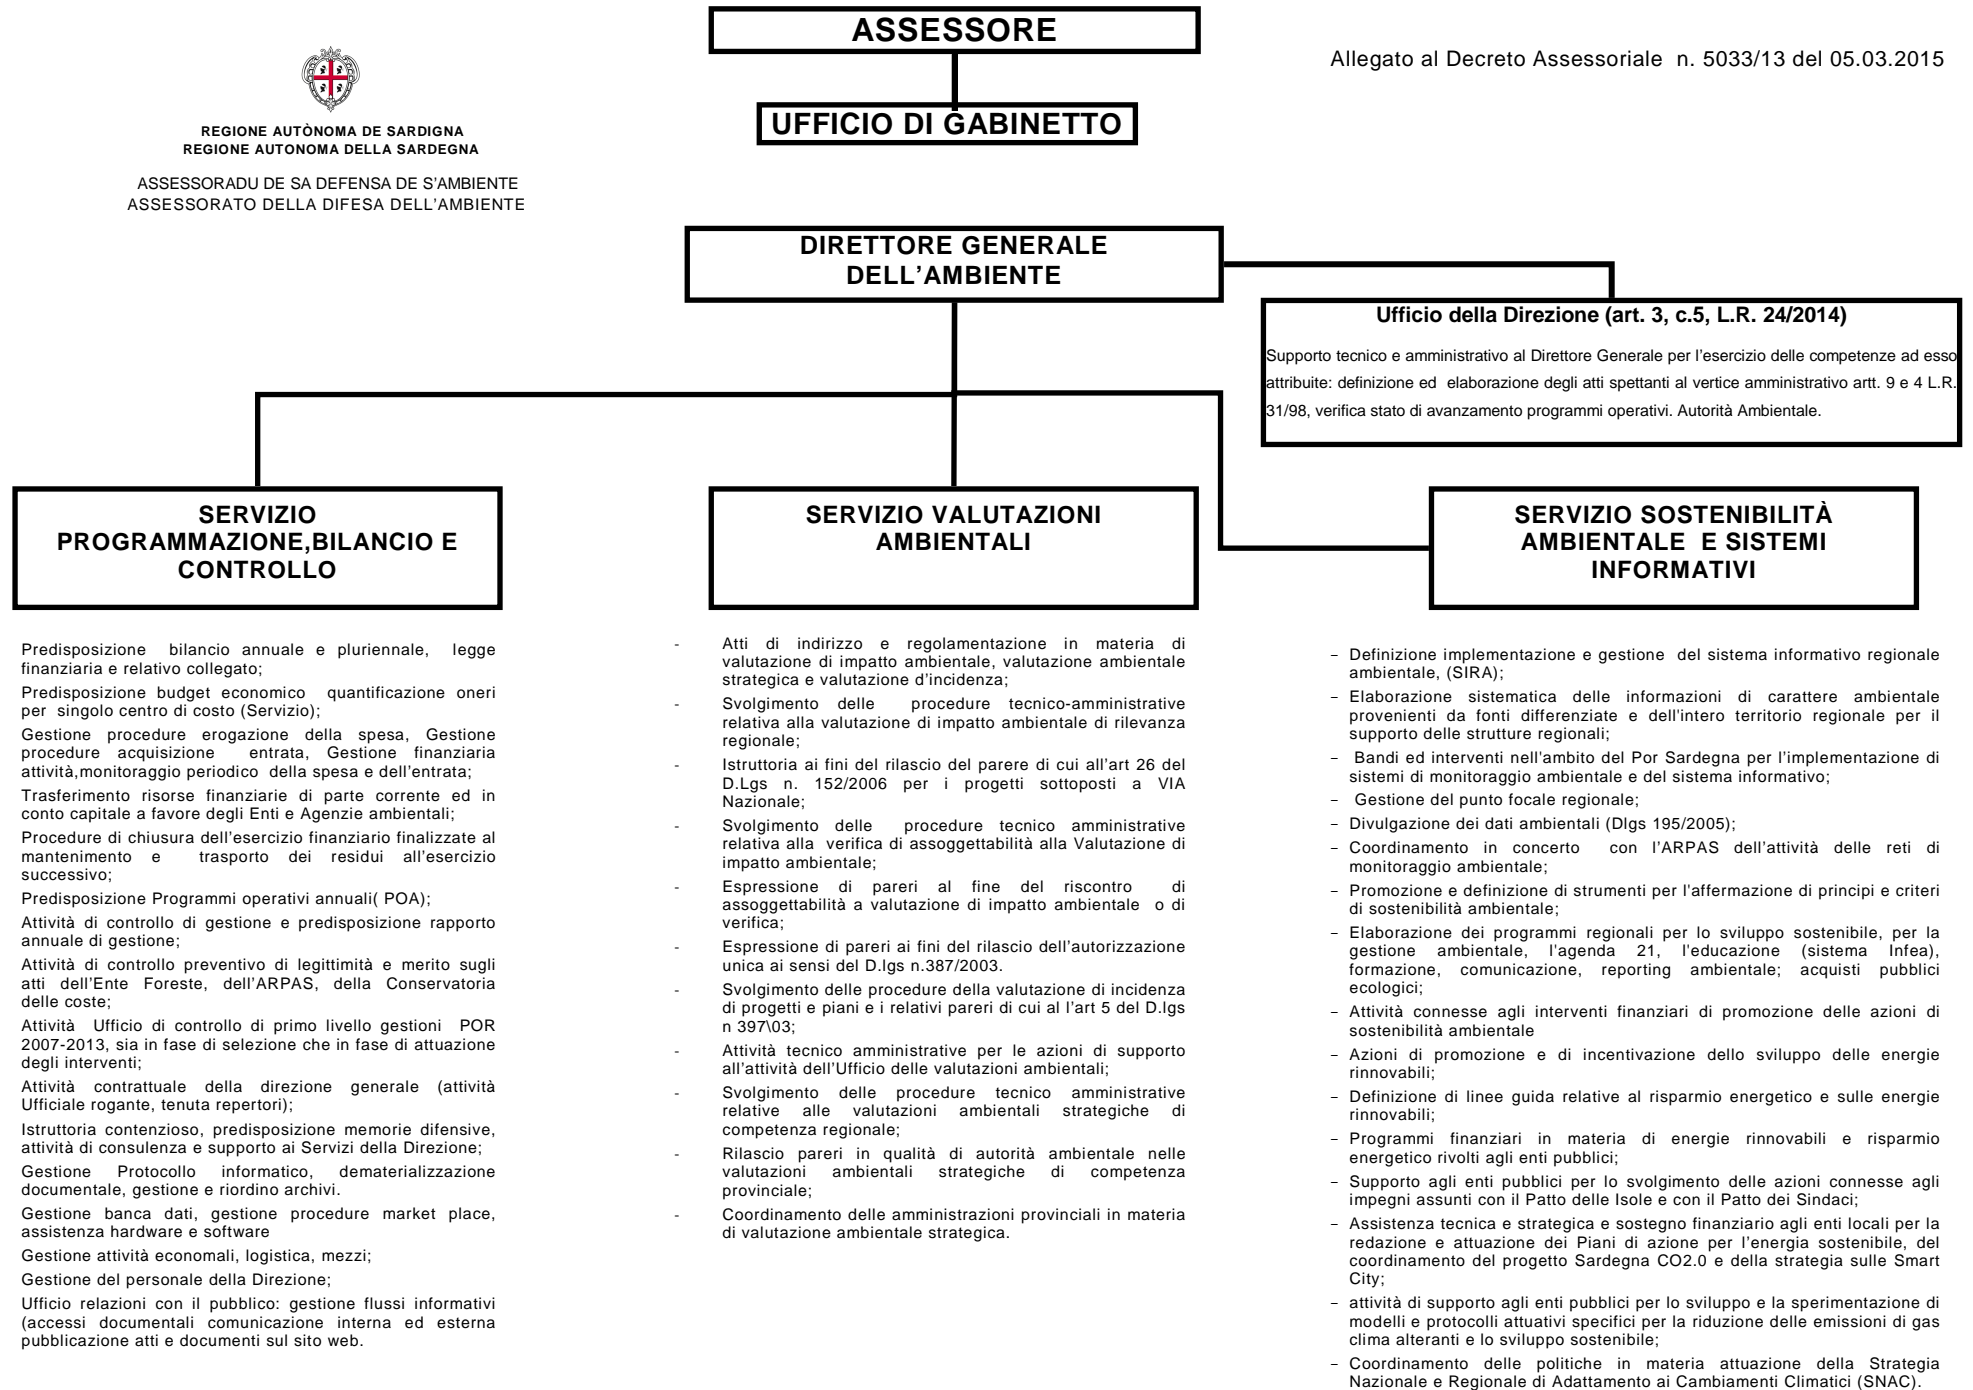 ASSESSORE
Allegato al Decreto Assessoriale n. 5033/13 del 05.03.2015
UFFICIO DI GABINETTO
REGIONE AUTÒNOMA DE SARDIGNA
REGIONE AUTONOMA DELLA SARDEGNA
ASSESSORADU DE SA DEFENSA DE S'AMBIENTE
ASSESSORATO DELLA DIFESA DELL'AMBIENTE
DIRETTORE GENERALE
DELL'AMBIENTE
Ufficio della Direzione (art. 3, c.5, L.R. 24/2014)
Supporto tecnico e amministrativo al Direttore Generale per l'esercizio delle competenze ad esso
attribuite: definizione ed elaborazione degli atti spettanti al vertice amministrativo artt. 9 e 4 L.R.
31/98, verifica stato di avanzamento programmi operativi. Autorità Ambientale.
SERVIZIO
PROGRAMMAZIONE,BILANCIO E
CONTROLLO
Predisposizione bilancio annuale e pluriennale, legge
finanziaria e relativo collegato;
Predisposizione budget economico quantificazione oneri
per singolo centro di costo (Servizio);
Gestione procedure erogazione della spesa, Gestione
procedure acquisizione entrata, Gestione finanziaria
attività,monitoraggio periodico della spesa e dell'entrata;
Trasferimento risorse finanziarie di parte corrente ed in
conto capitale a favore degli Enti e Agenzie ambientali;
Procedure di chiusura dell'esercizio finanziario finalizzate al
mantenimento e trasporto dei residui all'esercizio
successivo;
Predisposizione Programmi operativi annuali( POA);
Attività di controllo di gestione e predisposizione rapporto
annuale di gestione;
Attività di controllo preventivo di legittimità e merito sugli
atti dell'Ente Foreste, dell'ARPAS, della Conservatoria
delle coste;
Attività Ufficio di controllo di primo livello gestioni POR
2007-2013, sia in fase di selezione che in fase di attuazione
degli interventi;
Attività contrattuale della direzione generale (attività
Ufficiale rogante, tenuta repertori);
Istruttoria contenzioso, predisposizione memorie difensive,
attività di consulenza e supporto ai Servizi della Direzione;
Gestione Protocollo informatico, dematerializzazione
documentale, gestione e riordino archivi.
Gestione banca dati, gestione procedure market place,
assistenza hardware e software
Gestione attività economali, logistica, mezzi;
Gestione del personale della Direzione;
Ufficio relazioni con il pubblico: gestione flussi informativi
(accessi documentali comunicazione interna ed esterna
pubblicazione atti e documenti sul sito web.
SERVIZIO VALUTAZIONI
AMBIENTALI
- Atti di indirizzo e regolamentazione in materia di
valutazione di impatto ambientale, valutazione ambientale
strategica e valutazione d'incidenza;
- Svolgimento delle procedure tecnico-amministrative
relativa alla valutazione di impatto ambientale di rilevanza
regionale;
- Istruttoria ai fini del rilascio del parere di cui all'art 26 del
D.Lgs n. 152/2006 per i progetti sottoposti a VIA
Nazionale;
- Svolgimento delle procedure tecnico amministrative
relativa alla verifica di assoggettabilità alla Valutazione di
impatto ambientale;
- Espressione di pareri al fine del riscontro di
assoggettabilità a valutazione di impatto ambientale o di
verifica;
- Espressione di pareri ai fini del rilascio dell'autorizzazione
unica ai sensi del D.lgs n.387/2003.
- Svolgimento delle procedure della valutazione di incidenza
di progetti e piani e i relativi pareri di cui al l'art 5 del D.lgs
n 397\03;
- Attività tecnico amministrative per le azioni di supporto
all'attività dell'Ufficio delle valutazioni ambientali;
- Svolgimento delle procedure tecnico amministrative
relative alle valutazioni ambientali strategiche di
competenza regionale;
- Rilascio pareri in qualità di autorità ambientale nelle
valutazioni ambientali strategiche di competenza
provinciale;
- Coordinamento delle amministrazioni provinciali in materia
di valutazione ambientale strategica.
SERVIZIO SOSTENIBILITÀ
AMBIENTALE E SISTEMI
INFORMATIVI
– Definizione implementazione e gestione del sistema informativo regionale
ambientale, (SIRA);
– Elaborazione sistematica delle informazioni di carattere ambientale
provenienti da fonti differenziate e dell'intero territorio regionale per il
supporto delle strutture regionali;
– Bandi ed interventi nell'ambito del Por Sardegna per l'implementazione di
sistemi di monitoraggio ambientale e del sistema informativo;
– Gestione del punto focale regionale;
– Divulgazione dei dati ambientali (Dlgs 195/2005);
– Coordinamento in concerto con l'ARPAS dell'attività delle reti di
monitoraggio ambientale;
– Promozione e definizione di strumenti per l'affermazione di principi e criteri
di sostenibilità ambientale;
– Elaborazione dei programmi regionali per lo sviluppo sostenibile, per la
gestione ambientale, l'agenda 21, l'educazione (sistema Infea),
formazione, comunicazione, reporting ambientale; acquisti pubblici
ecologici;
– Attività connesse agli interventi finanziari di promozione delle azioni di
sostenibilità ambientale
– Azioni di promozione e di incentivazione dello sviluppo delle energie
rinnovabili;
– Definizione di linee guida relative al risparmio energetico e sulle energie
rinnovabili;
– Programmi finanziari in materia di energie rinnovabili e risparmio
energetico rivolti agli enti pubblici;
– Supporto agli enti pubblici per lo svolgimento delle azioni connesse agli
impegni assunti con il Patto delle Isole e con il Patto dei Sindaci;
– Assistenza tecnica e strategica e sostegno finanziario agli enti locali per la
redazione e attuazione dei Piani di azione per l'energia sostenibile, del
coordinamento del progetto Sardegna CO2.0 e della strategia sulle Smart
City;
– attività di supporto agli enti pubblici per lo sviluppo e la sperimentazione di
modelli e protocolli attuativi specifici per la riduzione delle emissioni di gas
clima alteranti e lo sviluppo sostenibile;
– Coordinamento delle politiche in materia attuazione della Strategia
Nazionale e Regionale di Adattamento ai Cambiamenti Climatici (SNAC).